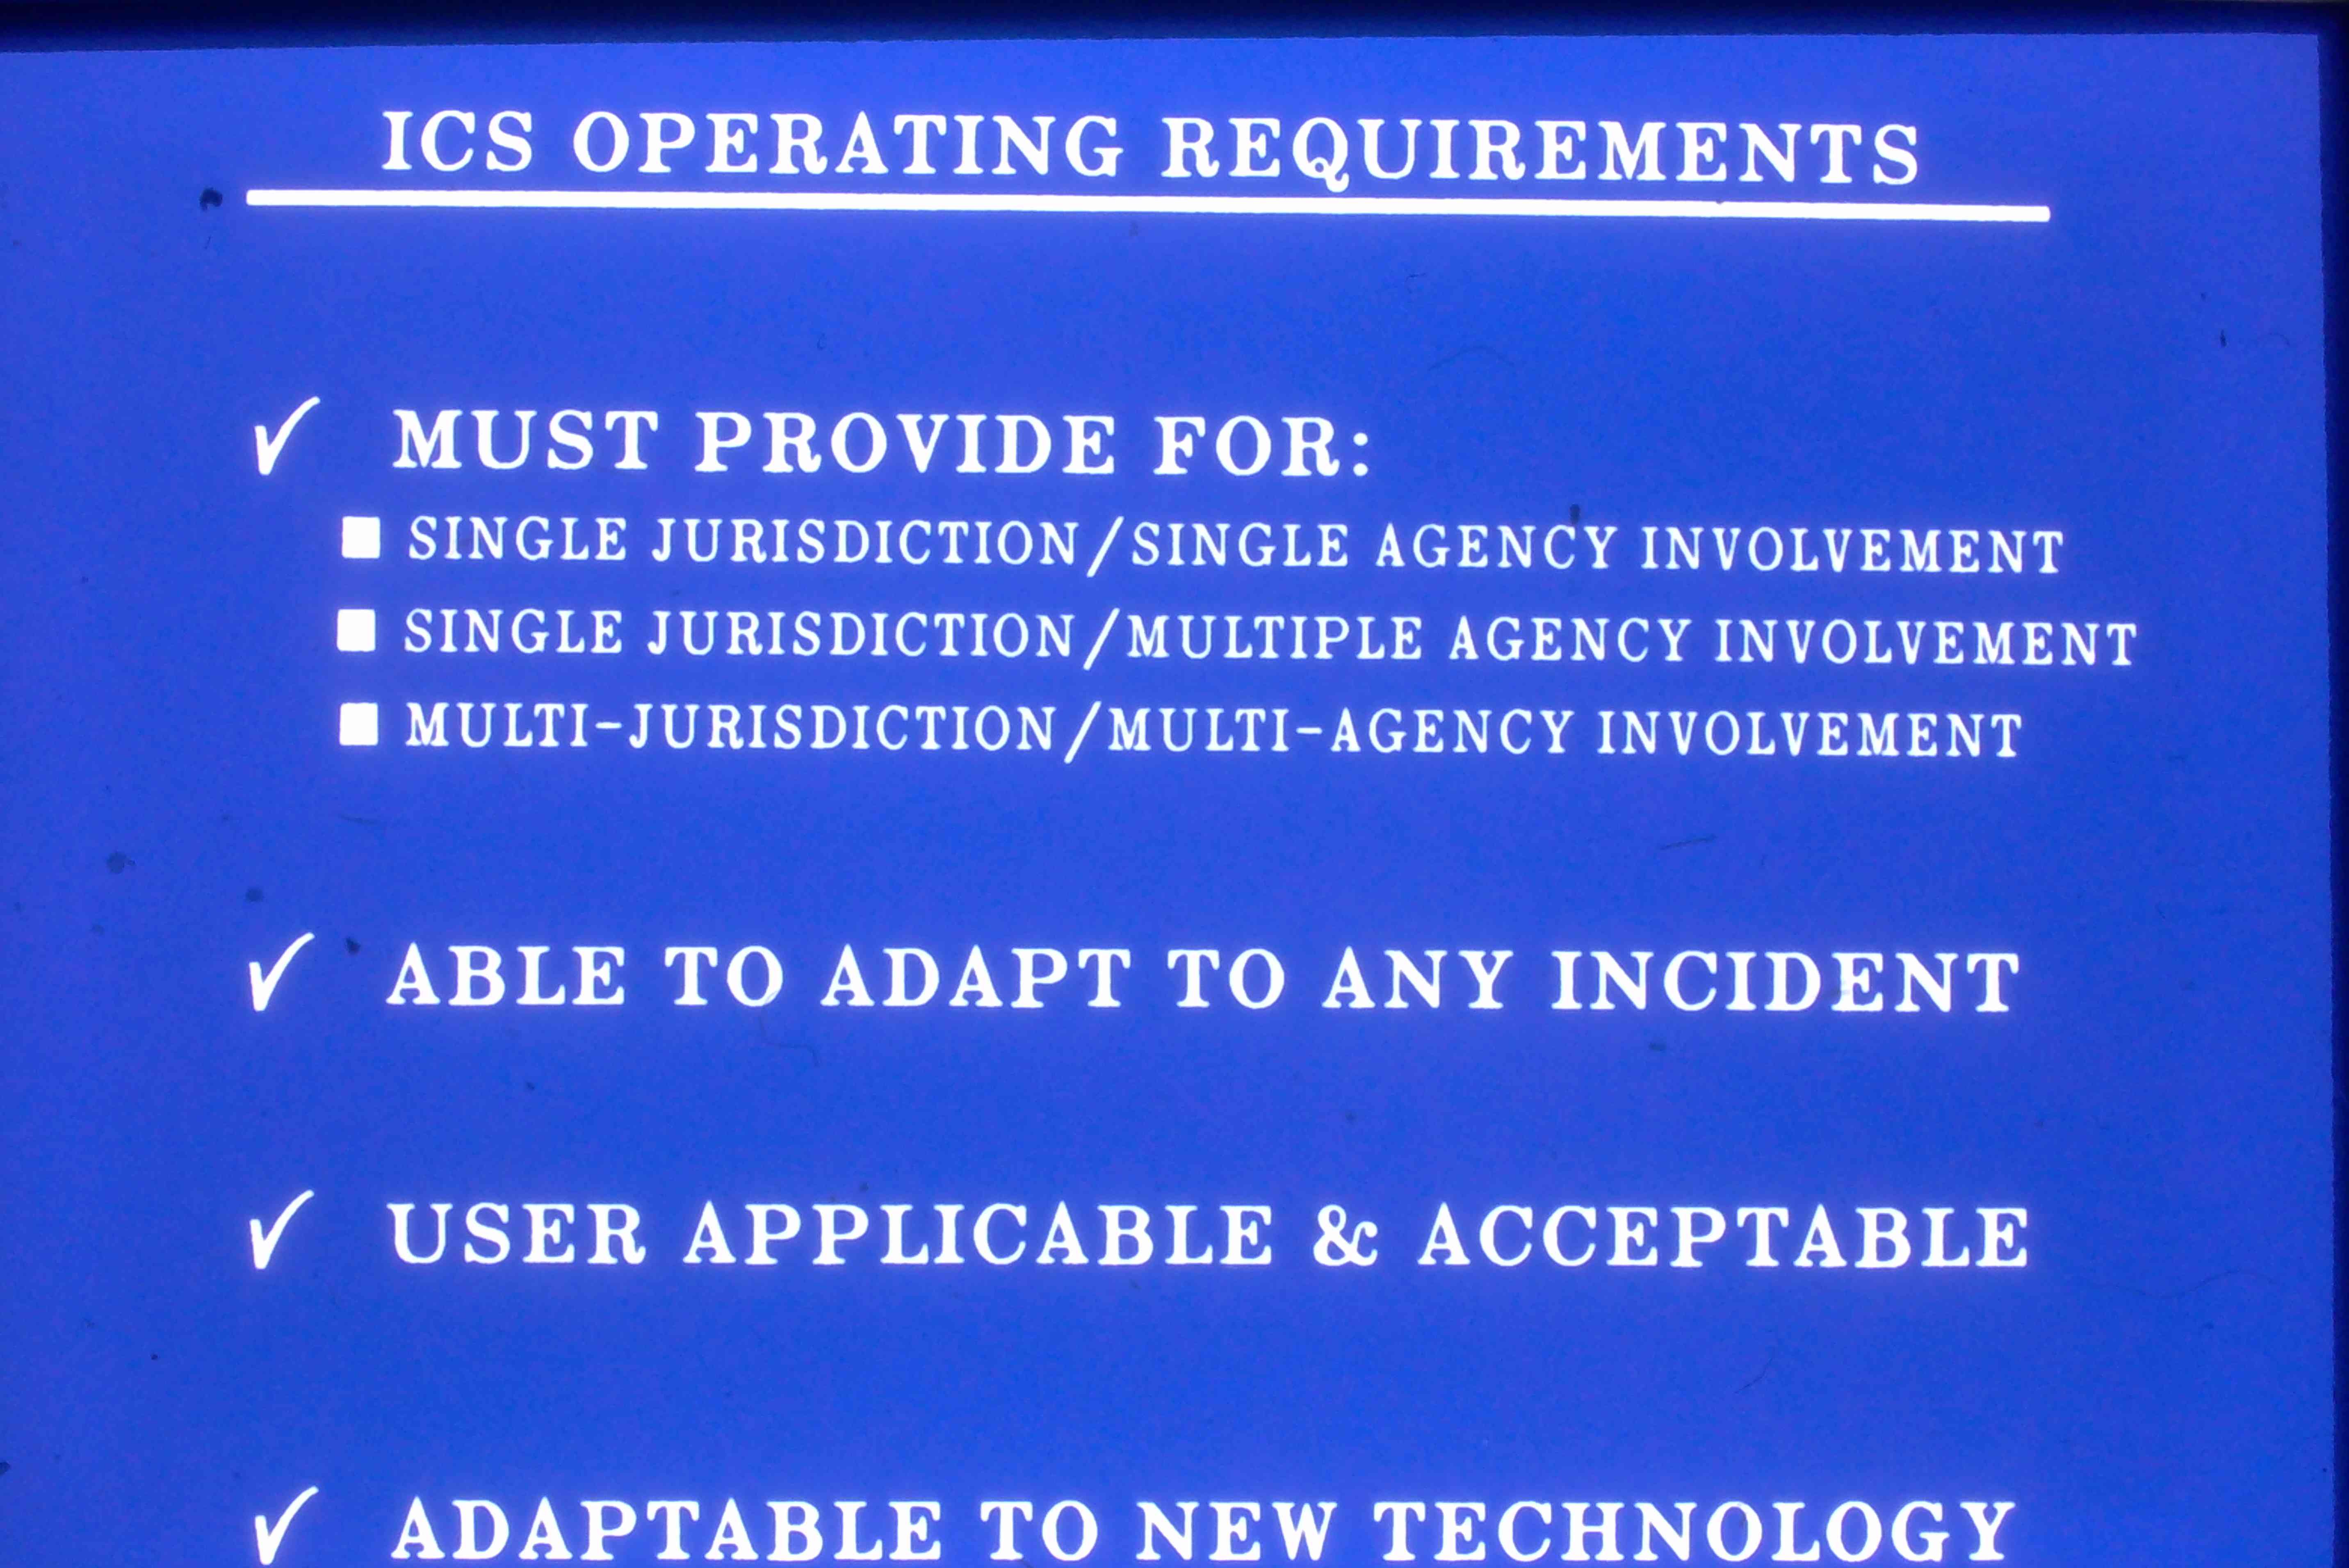 ICS OPERATING REQUIREMENTS
✓ MUST PROVIDE FOR:
■ SINGLE JURISDICTION/SINGLE AGENCY INVOLVEMENT
■ SINGLE JURISDICTION/MULTIPLE AGENCY INVOLVEMENT
■ MULTI-JURISDICTION/MULTI-AGENCY INVOLVEMENT
✓ ABLE TO ADAPT TO ANY INCIDENT
✓ USER APPLICABLE & ACCEPTABLE
✓ ADAPTABLE TO NEW TECHNOLOGY